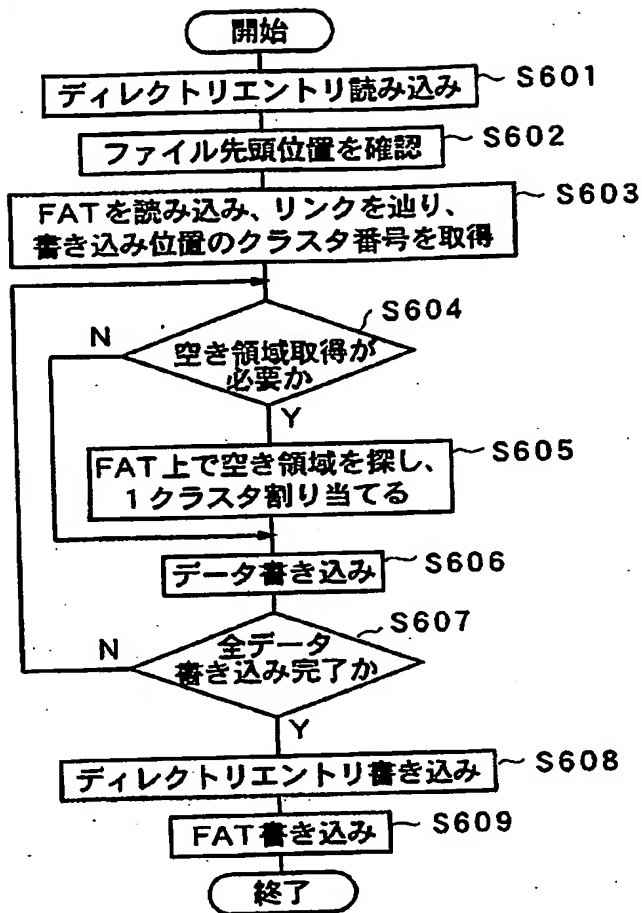 開始
ディレクトリエントリ読み込み
S601
ファイル先頭位置を確認
S602
FATを読み込み、リンクを辿り、
書き込み位置のクラスタ番号を取得
S603
空き領域取得が
必要か
S604
N
Y
FAT上で空き領域を探し、
1クラスタ割り当てる
S605
データ書き込み
S606
全データ
書き込み完了か
S607
N
Y
ディレクトリエントリ書き込み
S608
FAT書き込み
S609
終了